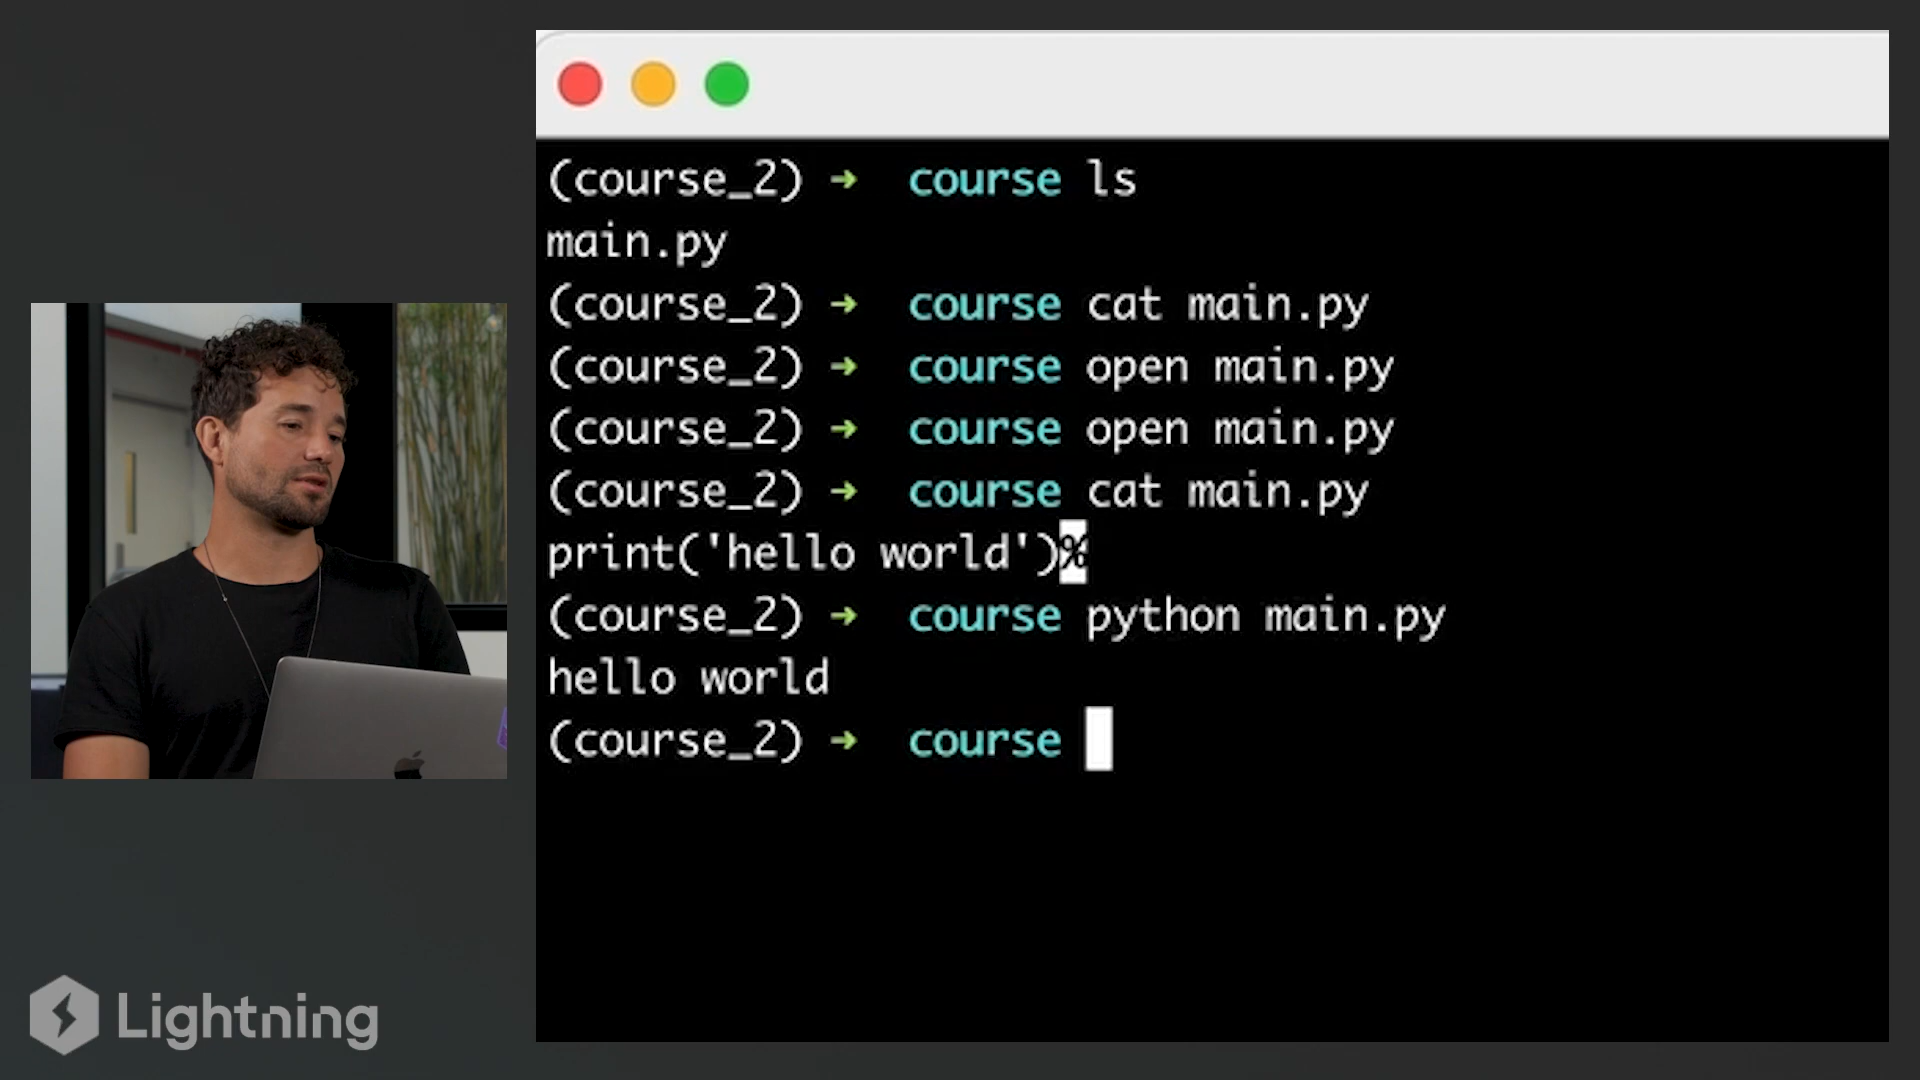 (course_2) ➜ course ls
main.py
(course_2) ➜ course cat main.py
(course_2) ➜ course open main.py
(course_2) ➜ course open main.py
(course_2) ➜ course cat main.py
print('hello world')%
(course_2) ➜ course python main.py
hello world
(course_2) ➜ course
Lightning